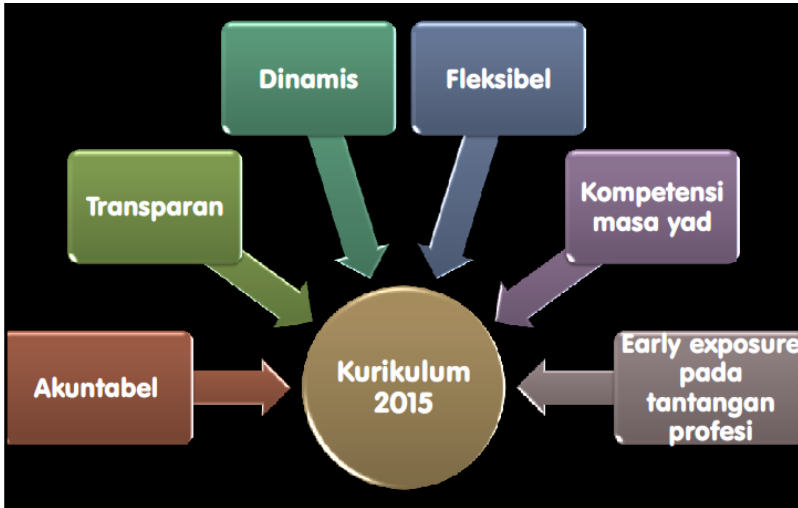 Dinamis
Fleksibel
Transparan
Kompetensi
masa yad
Akuntabel
Kurikulum
2015
Early exposure
pada
tantangan
profesi